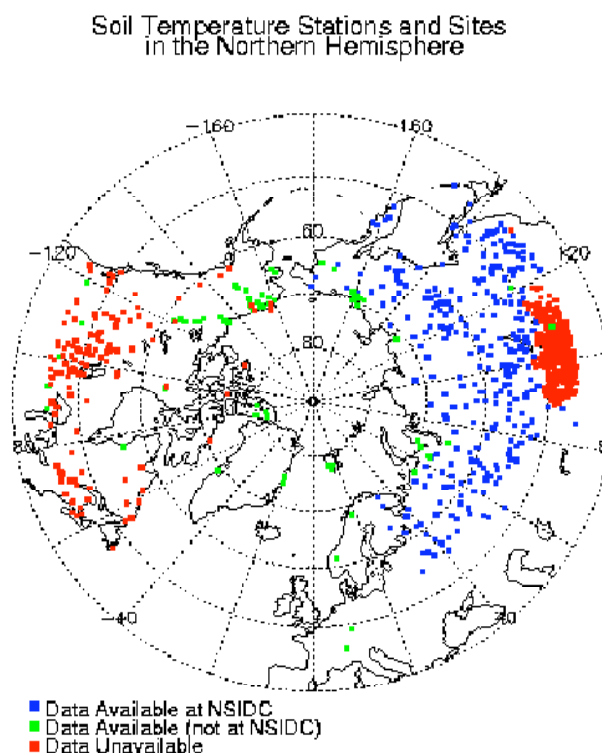 Soil Temperature Stations and Sites
in the Northern Hemisphere
-160
160
-120
60
120
80
80
-40
40
Data Available at NSIDC
Data Available (not at NSIDC)
Data Unavailable